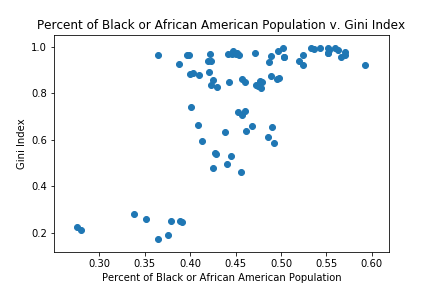 Percent of Black or African American Population v. Gini Index
1.0
0.8
0.6
0.4
0.2
Gini Index
0.30 0.35 0.40 0.45 0.50 0.55 0.60
Percent of Black or African American Population